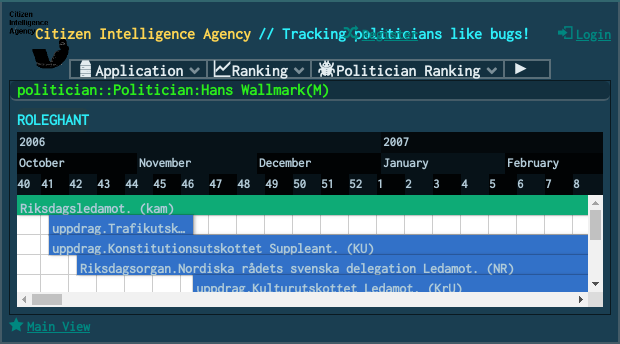 Citizen
Intelligence
Agency
Citizen Intelligence Agency // Tracking politicians like bugs!
Register
Login
Application
Ranking
Politician Ranking
politician::Politician:Hans Wallmark(M)
ROLEGHANT
2006 2007
October November December January February
40 41 42 43 44 45 46 47 48 49 50 51 52 1 2 3 4 5 6 7 8
Riksdagsledamot. (kam)
uppdrag.Trafikutsk…
uppdrag.Konstitutionsutskottet Suppleant. (KU)
Riksdagsorgan.Nordiska rådets svenska delegation Ledamot. (NR)
uppdrag.Kulturutskottet Ledamot. (KrU)
Main View